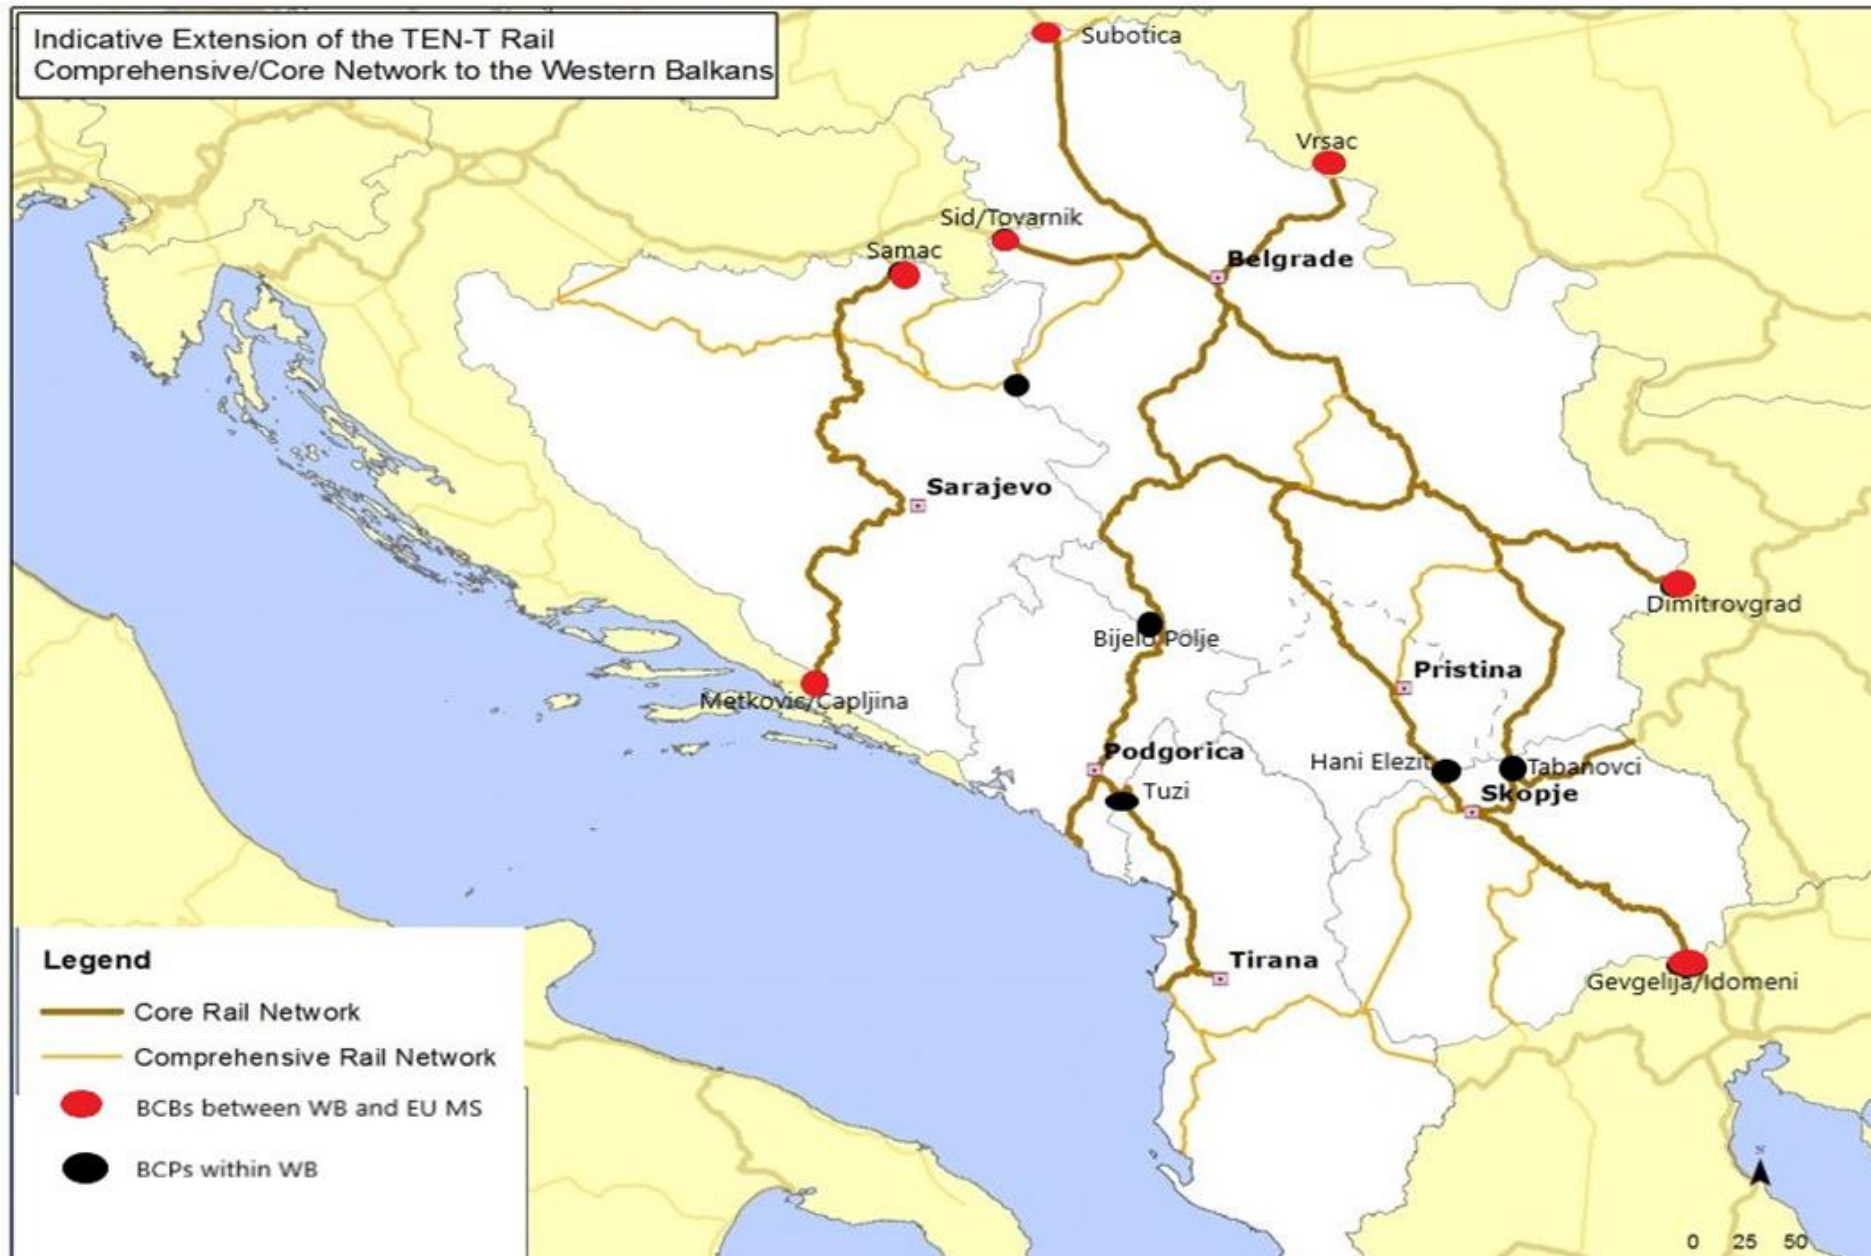 Indicative Extension of the TEN-T Rail
Comprehensive/Core Network to the Western Balkans
Subotica
Vrsac
Sid/Tovarnik
Samac
Belgrade
Sarajevo
Dimitrovgrad
Bijelo Polje
Pristina
Metkovic/Capljina
Podgorica
Hani Elezit
Tabanovci
Tuzi
Skopje
Tirana
Gevgelija/Idomeni
Legend
Core Rail Network
Comprehensive Rail Network
BCBs between WB and EU MS
BCPs within WB
N
0 25 50